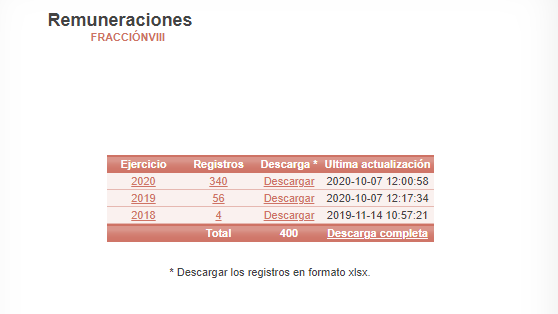 Remuneraciones
FRACCIÓNVIII
Ejercicio Registros Descarga * Ultima actualización
2020 340 Descargar 2020-10-07 12:00:58
2019 56 Descargar 2020-10-07 12:17:34
2018 4 Descargar 2019-11-14 10:57:21
Total 400 Descarga completa
* Descargar los registros en formato xlsx.